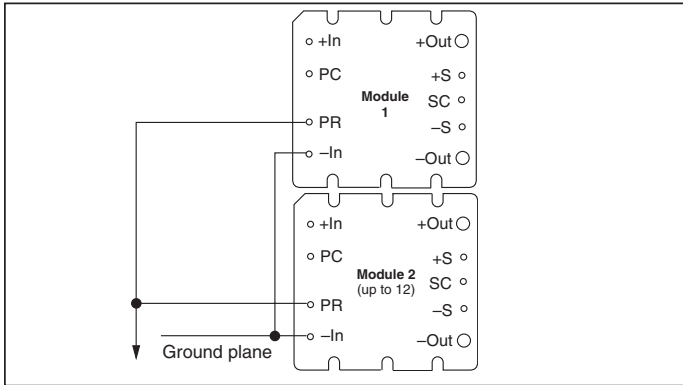 +In +Out
PC +S
Module
1
SC
PR –S
–In –Out
+In +Out
PC +S
Module 2
(up to 12)
SC
PR –S
–In –Out
Ground plane